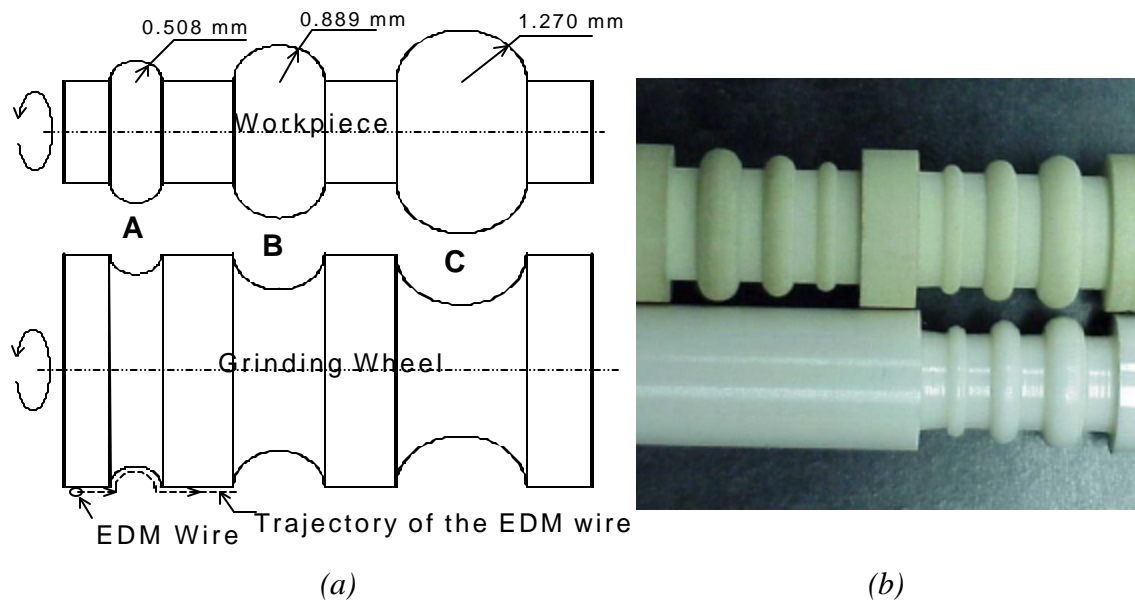 0.508 mm
0.889 mm
1.270 mm
Workpiece
A
B
C
Grinding Wheel
EDM Wire
Trajectory of the EDM wire
(a)
(b)